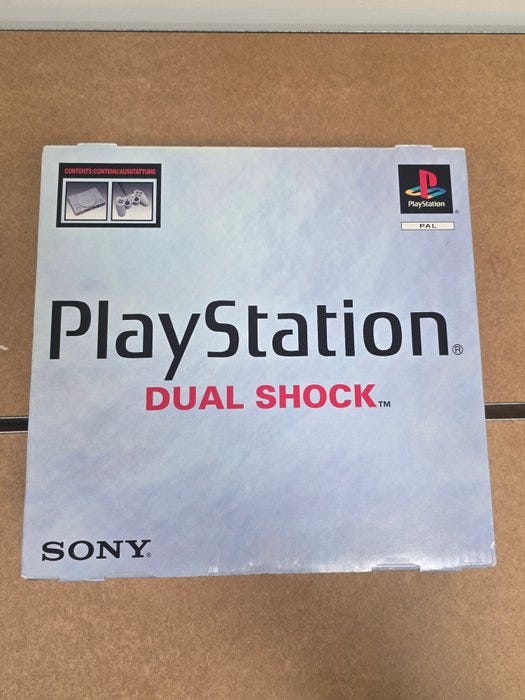 CONTENTS/CONTENU/AUSSTATTUNG
PlayStation
PAL
PlayStation®
DUAL SHOCK™
SONY®